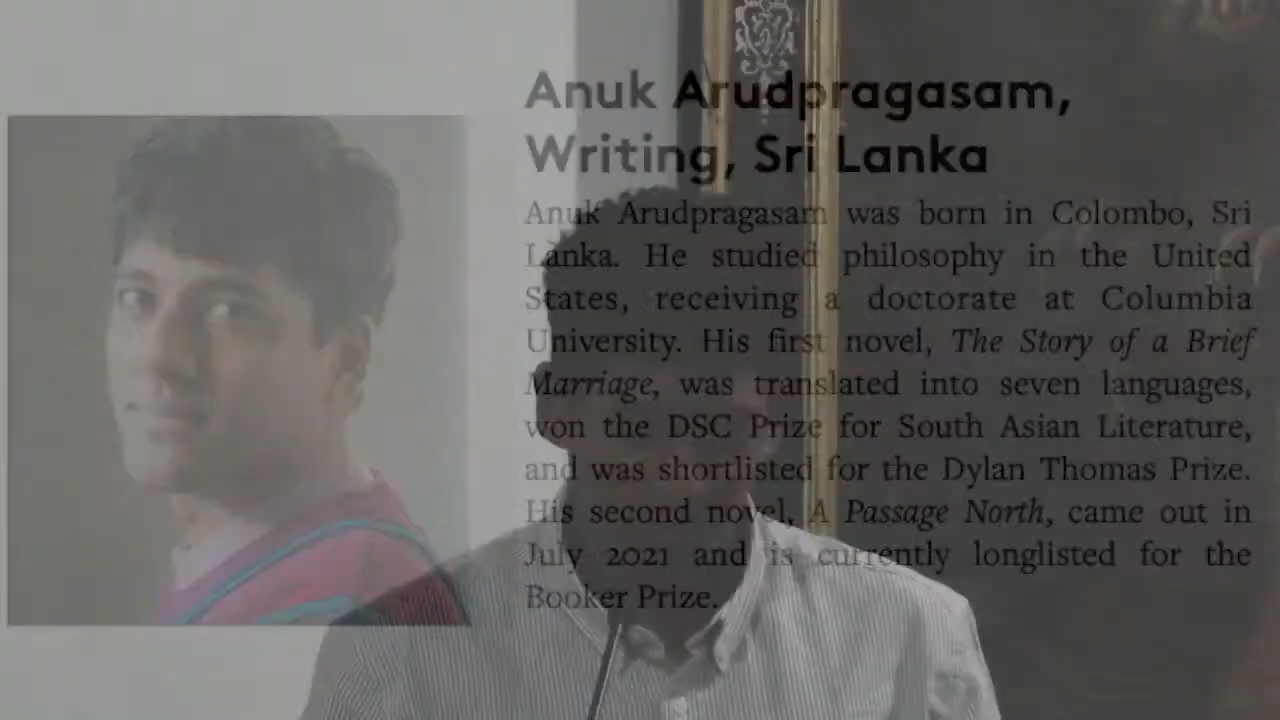 Anuk Arudpragasam,
Writing, Sri Lanka
Anuk Arudpragasam was born in Colombo, Sri
Lanka. He studied philosophy in the United
States, receiving a doctorate at Columbia
University. His first novel, The Story of a Brief
Marriage, was translated into seven languages,
won the DSC Prize for South Asian Literature,
and was shortlisted for the Dylan Thomas Prize.
His second novel, A Passage North, came out in
July 2021 and is currently longlisted for the
Booker Prize.